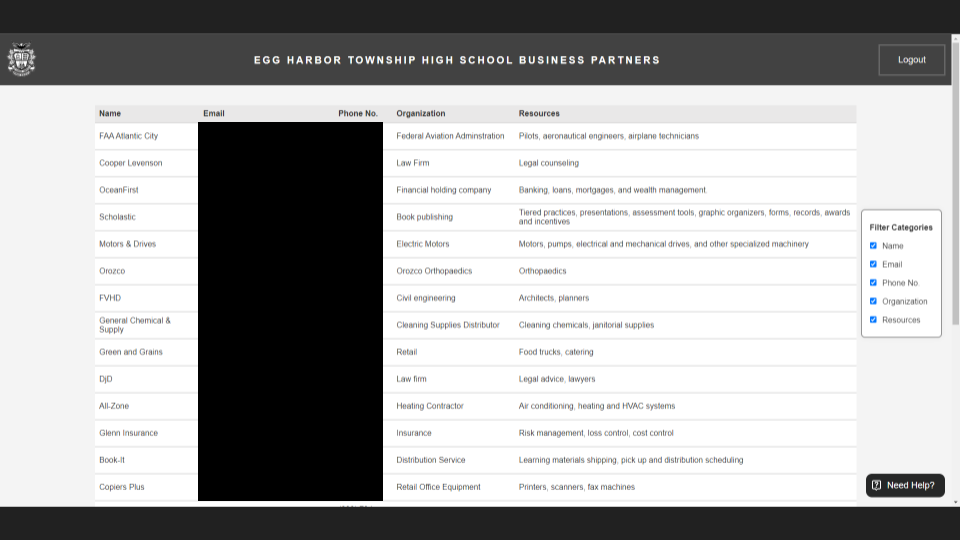 EGG HARBOR TOWNSHIP HIGH SCHOOL BUSINESS PARTNERS
Logout
Name Email Phone No. Organization Resources
FAA Atlantic City Federal Aviation Adminstration Pilots, aeronautical engineers, airplane technicians
Cooper Levenson Law Firm Legal counseling
OceanFirst Financial holding company Banking, loans, mortgages, and wealth management
Scholastic Book publishing Tiered practices, presentations, assessment tools, graphic organizers, forms, records, awards
and incentives
Motors & Drives Electric Motors Motors, pumps, electrical and mechanical drives, and other specialized machinery
Orozco Orozco Orthopaedics Orthopaedics
FVHD Civil engineering Architects, planners
General Chemical &
Supply Cleaning Supplies Distributor Cleaning chemicals, janitorial supplies
Green and Grains Retail Food trucks, catering
DjD Law firm Legal advice, lawyers
All-Zone Heating Contractor Air conditioning, heating and HVAC systems
Glenn Insurance Insurance Risk management, loss control, cost control
Book-It Distribution Service Learning materials shipping, pick up and distribution scheduling
Copiers Plus Retail Office Equipment Printers, scanners, fax machines
Filter Categories
Name
Email
Phone No
Organization
Resources
Need Help?